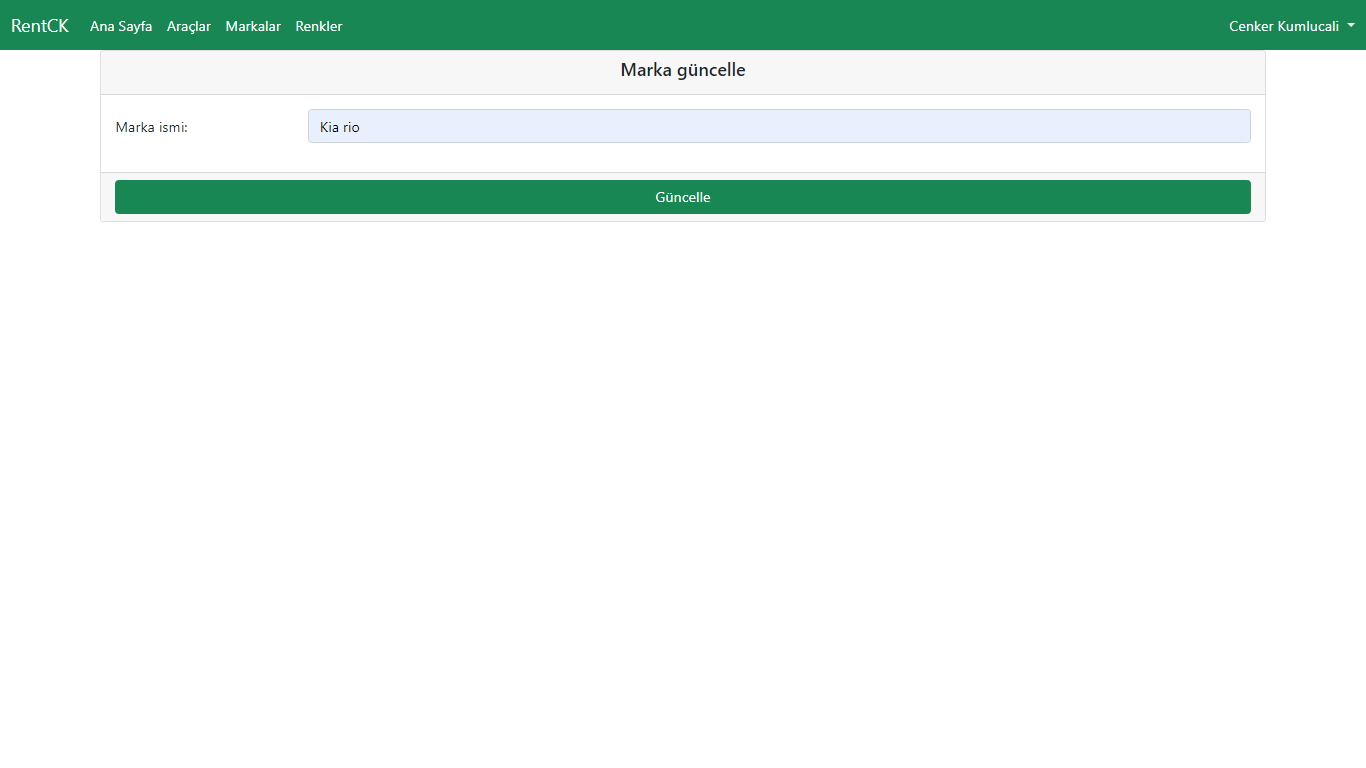 RentCK Ana Sayfa Araçlar Markalar Renkler Cenker Kumlucali
Marka güncelle
Marka ismi: Kia rio
Güncelle